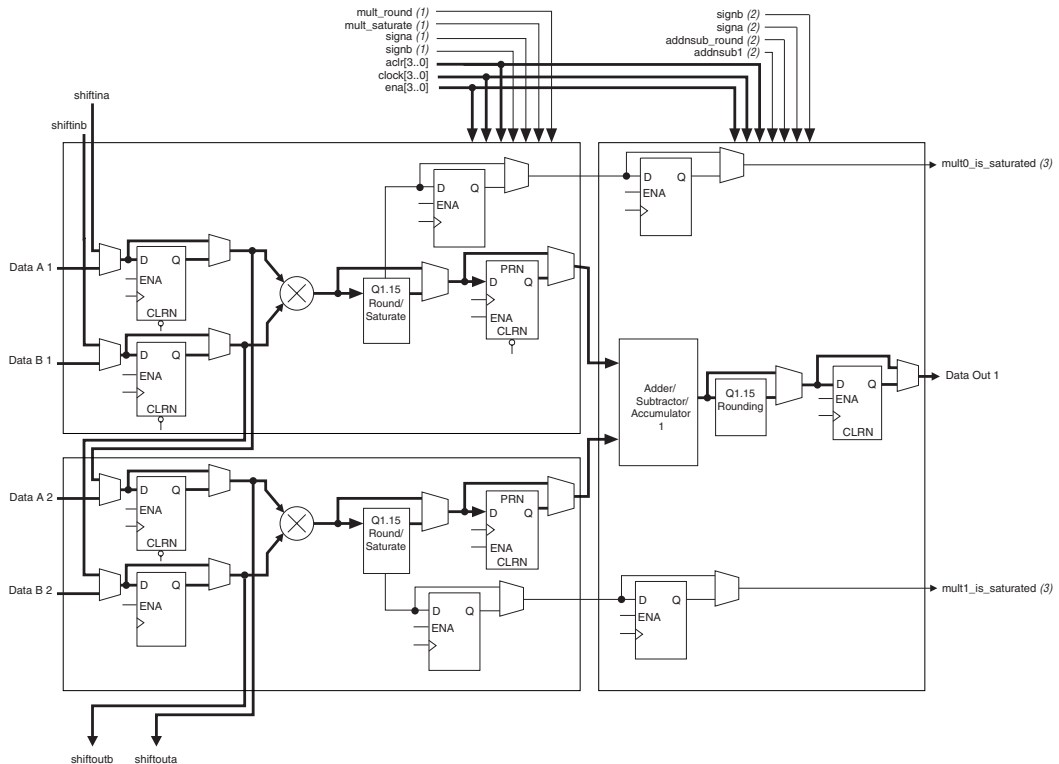 mult_round (1)
mult_saturate (1)
signa (1)
signb (1)
aclr[3..0]
clock[3..0]
ena[3..0]
signb (2)
signa (2)
addnsub_round (2)
addnsub1 (2)
shiftina
shiftinb
D Q
ENA
D Q
ENA
mult0_is_saturated (3)
Data A 1
D Q
ENA
CLRN
Q1.15
Round/
Saturate
PRN
D Q
ENA
CLRN
Data B 1
D Q
ENA
CLRN
Adder/
Subtractor/
Accumulator
1
Q1.15
Rounding
D Q
ENA
CLRN
Data Out 1
Data A 2
D Q
ENA
CLRN
Q1.15
Round/
Saturate
PRN
D Q
ENA
CLRN
Data B 2
D Q
ENA
D Q
ENA
D Q
ENA
mult1_is_saturated (3)
shiftoutb
shiftouta